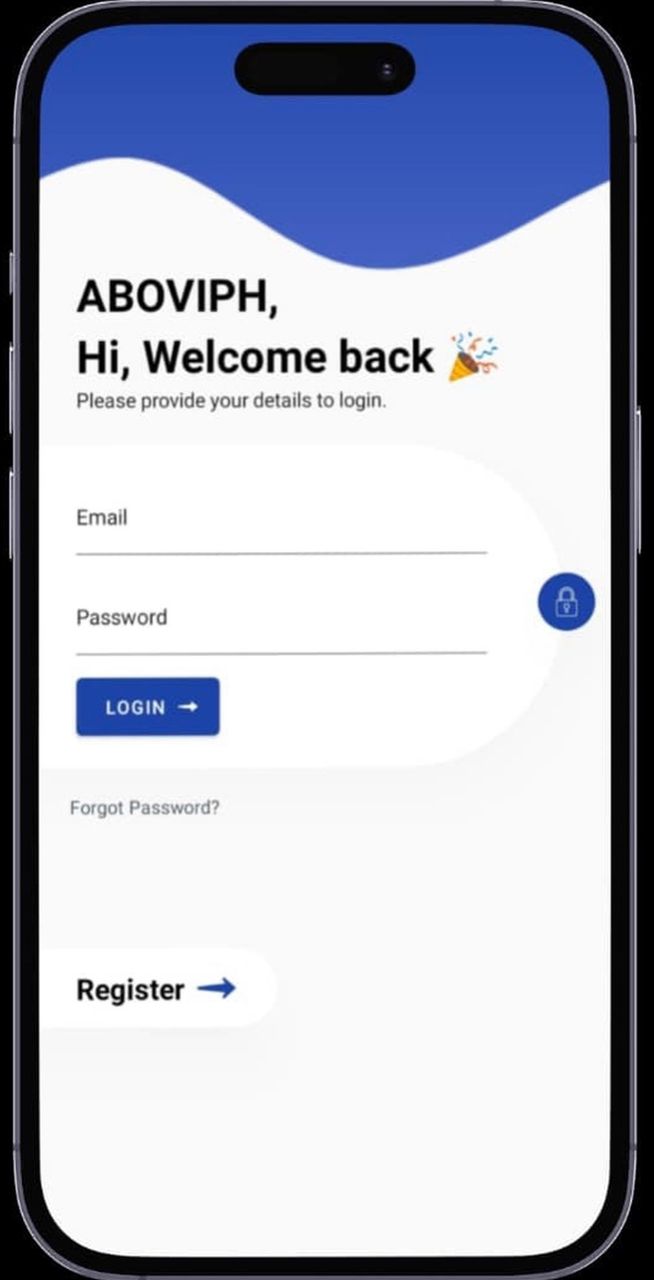 ABOVIPH,
Hi, Welcome back 🎉
Please provide your details to login.
Email
Password
LOGIN →
Forgot Password?
Register →